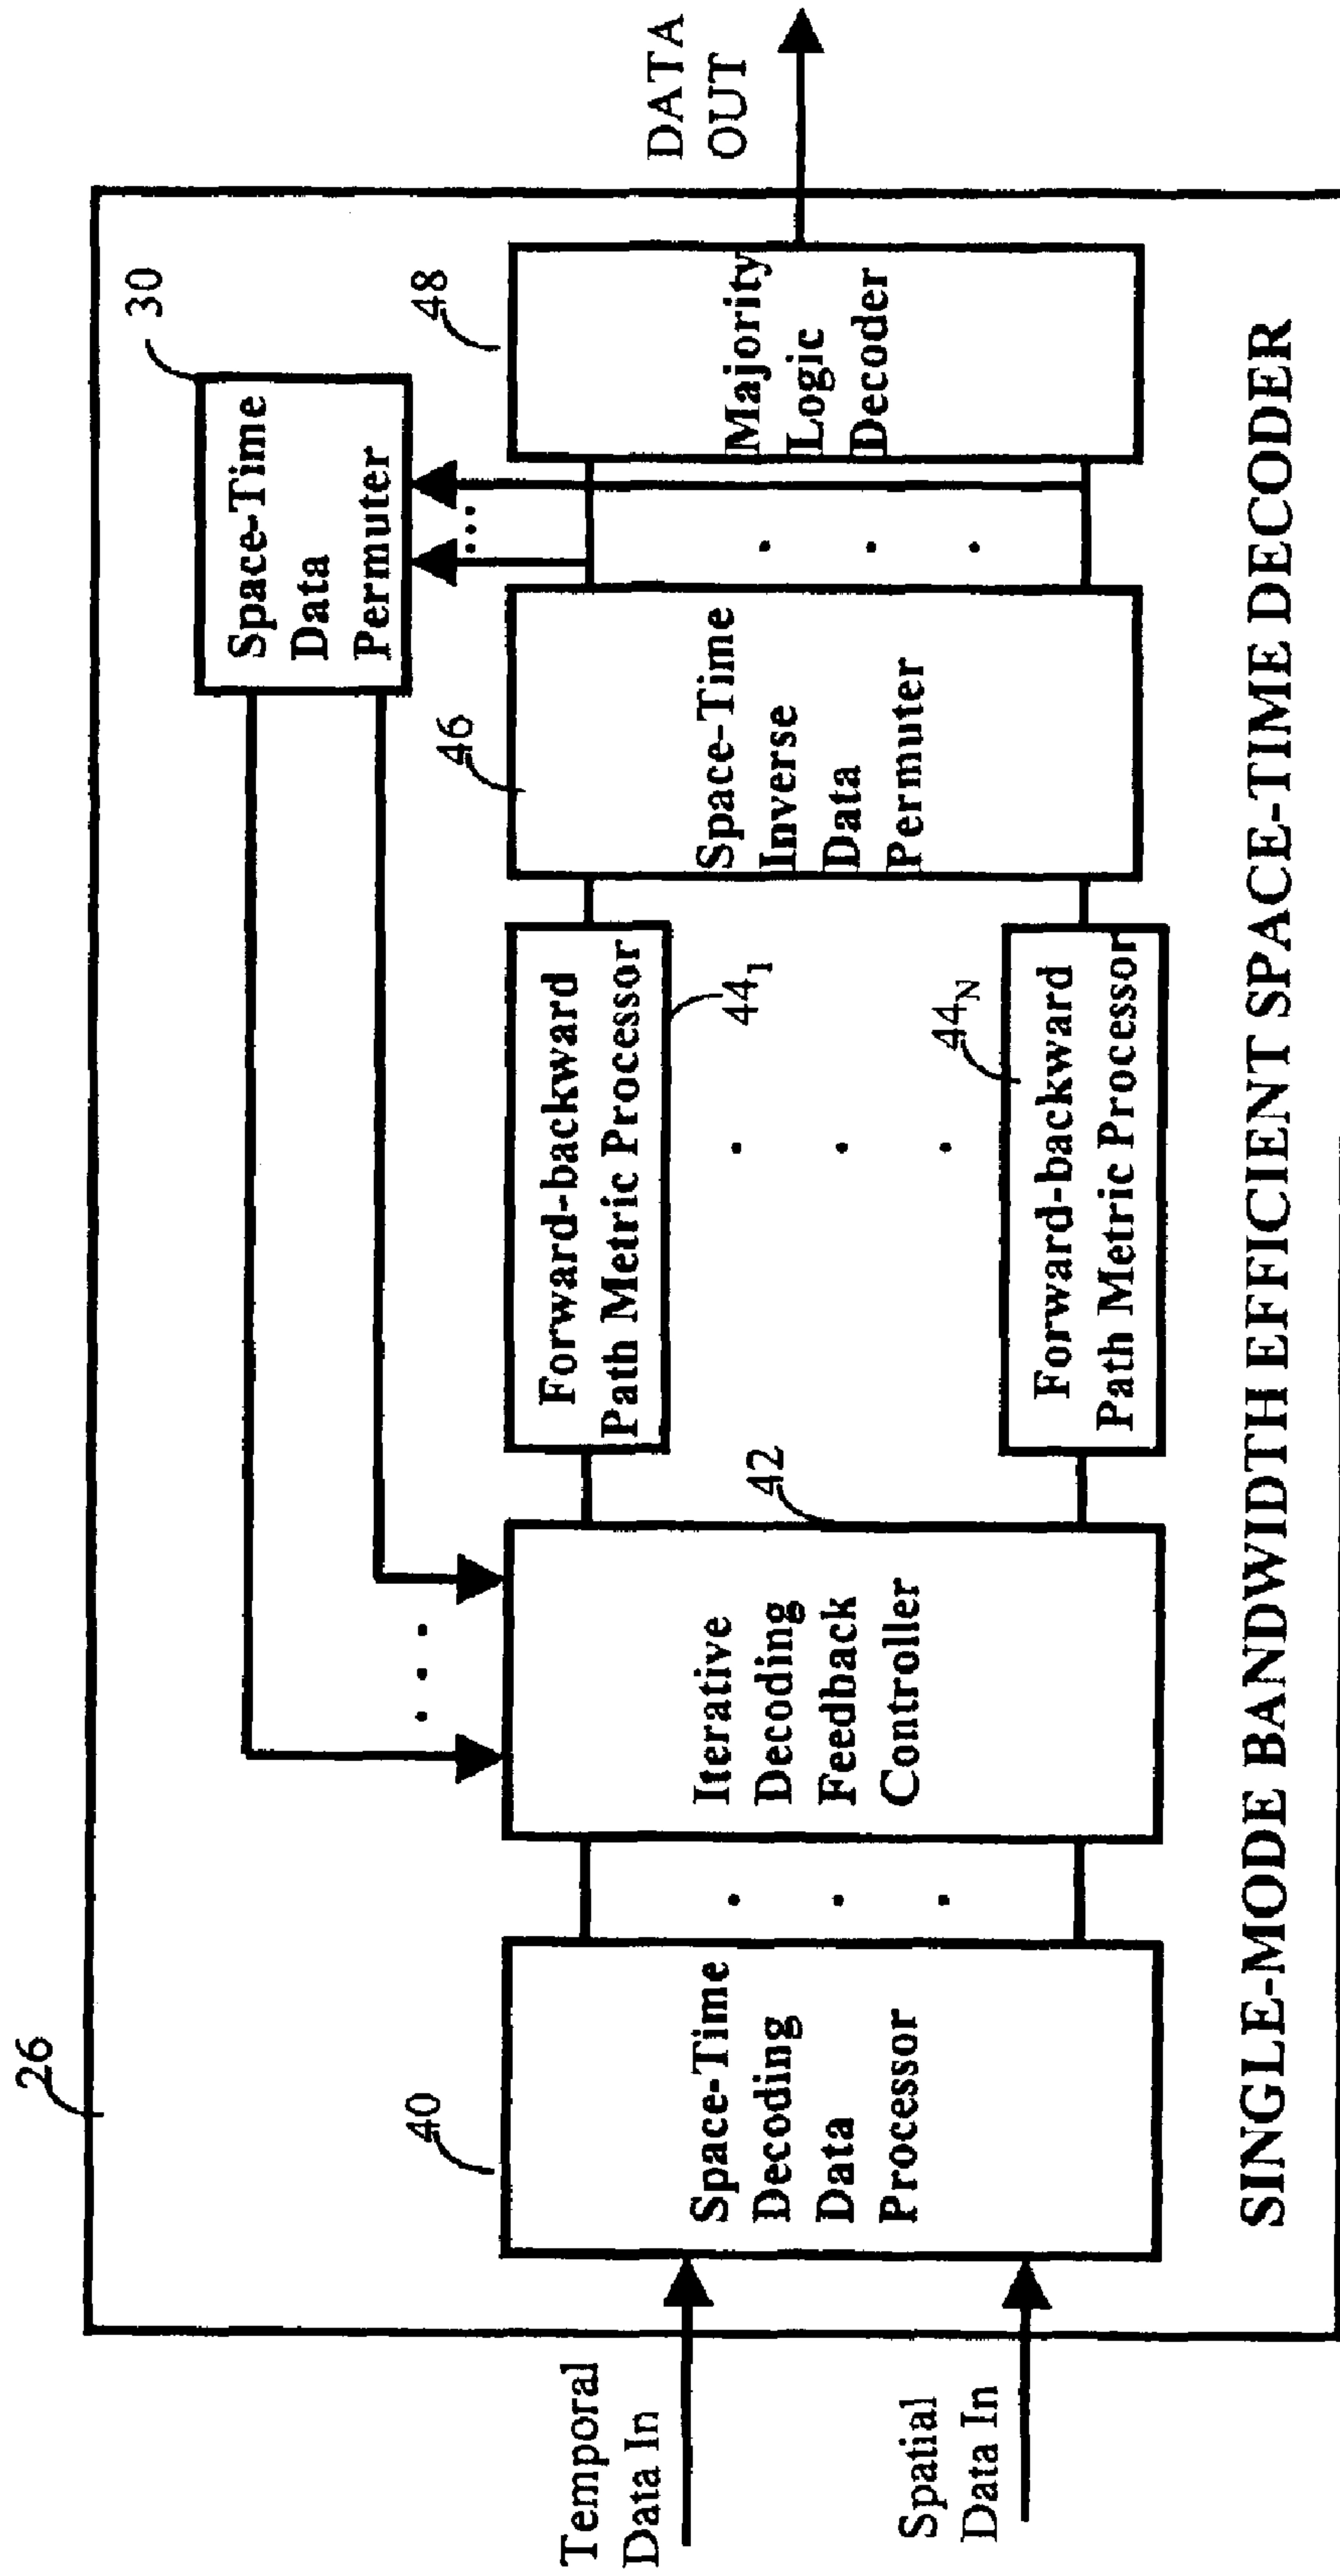 26
30
Space-Time
Data
Permuter
40
42
46
48
Temporal
Data In
Spatial
Data In
Space-Time
Decoding
Data
Processor
Iterative
Decoding
Feedback
Controller
Forward-backward
Path Metric Processor
44₁
Forward-backward
Path Metric Processor
44N
Space-Time
Inverse
Data
Permuter
Majority
Logic
Decoder
DATA
OUT
SINGLE-MODE BANDWIDTH EFFICIENT SPACE-TIME DECODER